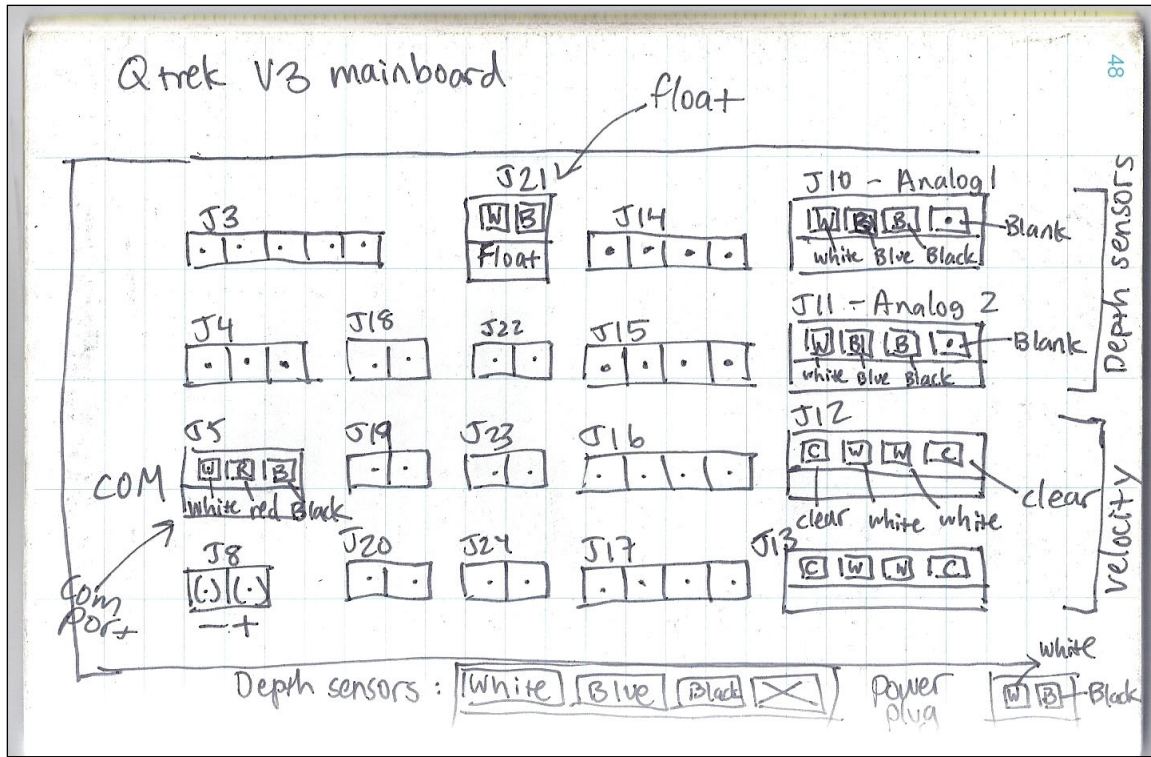 48
Qtrek V3 mainboard
float
J21
W B
Float
J3
J14
J10 - Analog 1
W B B
Blank
white Blue Black
Depth sensors
J4
J18
J22
J15
J11 - Analog 2
W B B
Blank
white Blue Black
J5
COM
W R B
White red Black
J19
J23
J16
J12
C W W C
clear
clear white white
velocity
Com
Port
J8
(.) (.)
- +
J20
J24
J17
J13
C W W C
Depth sensors: White Blue Black X
Power
plug
white
W B
Black